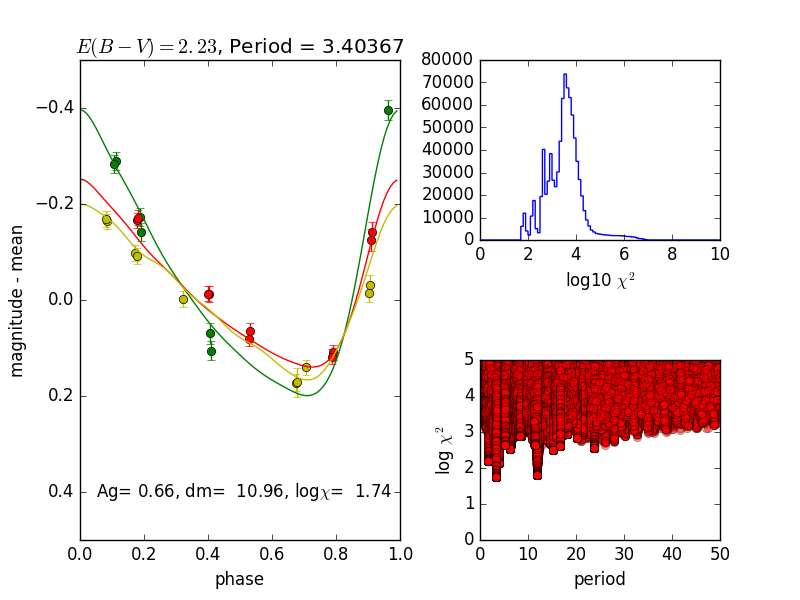 E(B − V) = 2.23, Period = 3.40367
magnitude - mean
−0.4
−0.2
0.0
0.2
0.4
Ag= 0.66, dm= 10.96, logχ= 1.74
0.0 0.2 0.4 0.6 0.8 1.0
phase
80000
70000
60000
50000
40000
30000
20000
10000
0
0 2 4 6 8 10
log10 χ²
log χ²
5
4
3
2
1
0
0 10 20 30 40 50
period